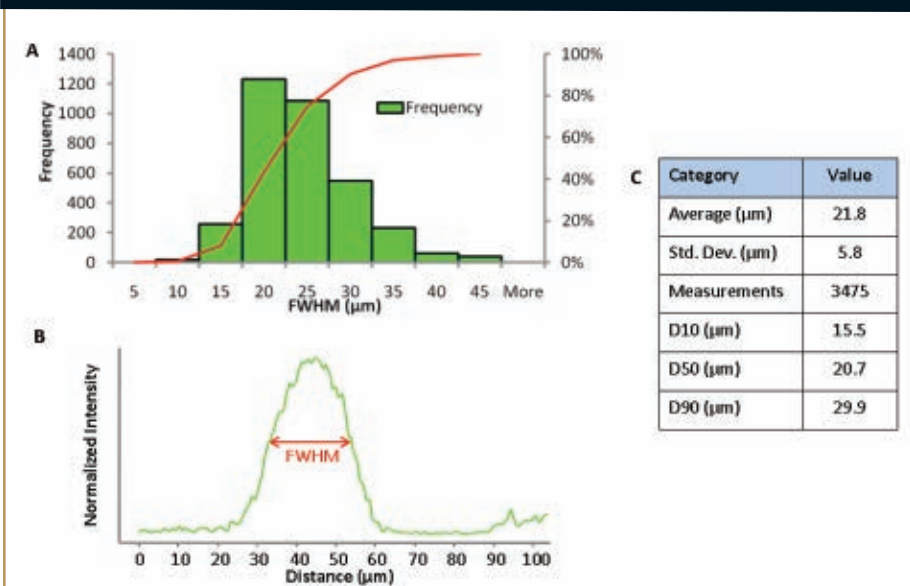 A
1400
1200
1000
800
600
400
200
0
Frequency
Frequency
100%
80%
60%
40%
20%
0%
5 10 15 20 25 30 35 40 45 More
FWHM (µm)
B
Normalized Intensity
FWHM
0 10 20 30 40 50 60 70 80 90 100
Distance (µm)
C
Category Value
Average (µm) 21.8
Std. Dev. (µm) 5.8
Measurements 3475
D10 (µm) 15.5
D50 (µm) 20.7
D90 (µm) 29.9